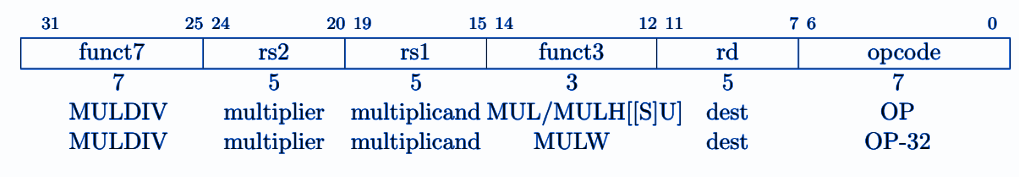 31 25 24 20 19 15 14 12 11 7 6 0
funct7 rs2 rs1 funct3 rd opcode
7 5 5 3 5 7
MULDIV multiplier multiplicand MUL/MULH[[S]U] dest OP
MULDIV multiplier multiplicand MULW dest OP-32